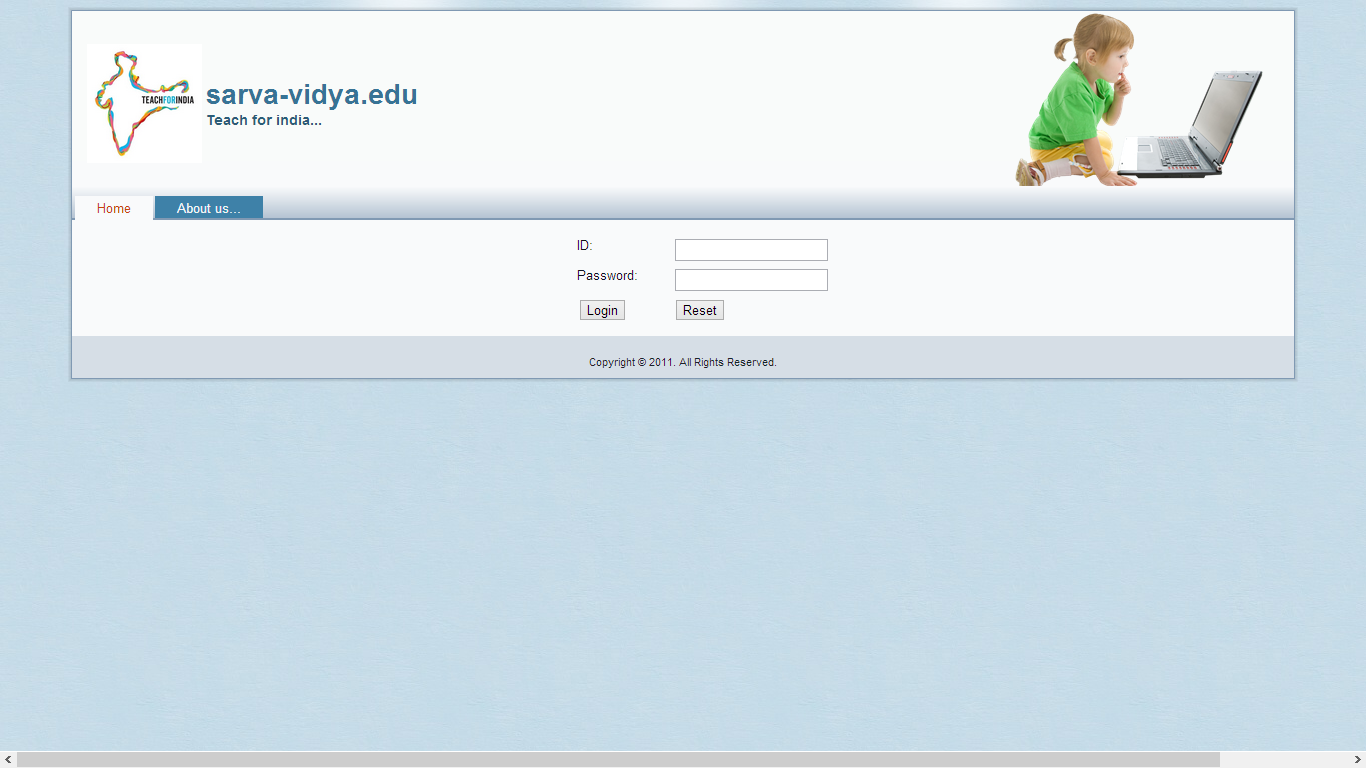 TEACHFORINDIA
sarva-vidya.edu
Teach for india...
Home
About us...
ID:
Password:
Login
Reset
Copyright © 2011. All Rights Reserved.